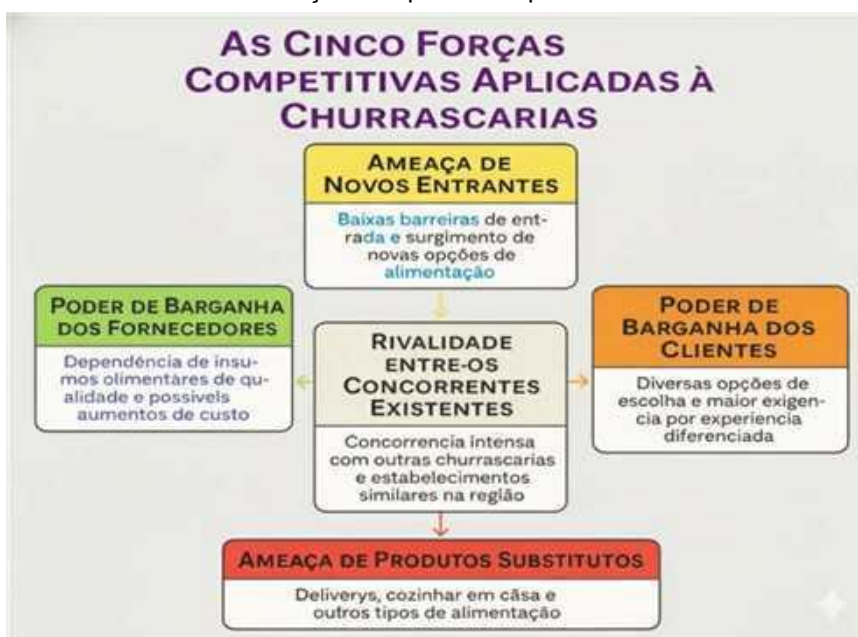 AS CINCO FORÇAS
COMPETITIVAS APLICADAS À
CHURRASCARIAS
AMEAÇA DE
NOVOS ENTRANTES
Baixas barreiras de ent-
rada e surgimento de
novas opções de
alimentação
PODER DE BARGANHA
DOS FORNECEDORES
Dependência de insu-
mos olimentares de qu-
alidade e possivels
aumentos de custo
RIVALIDADE
ENTRE-OS
CONCORRENTES
EXISTENTES
Concorrencia intensa
com outras churrascarias
e estabelecimentos
similares na região
PODER DE
BARGANHA DOS
CLIENTES
Diversas opções de
escolha e maior exigen-
cia por experiencia
diferenciada
AMEAÇA DE PRODUTOS SUBSTITUTOS
Deliverys, cozinhar em câsa e
outros tipos de alimentação